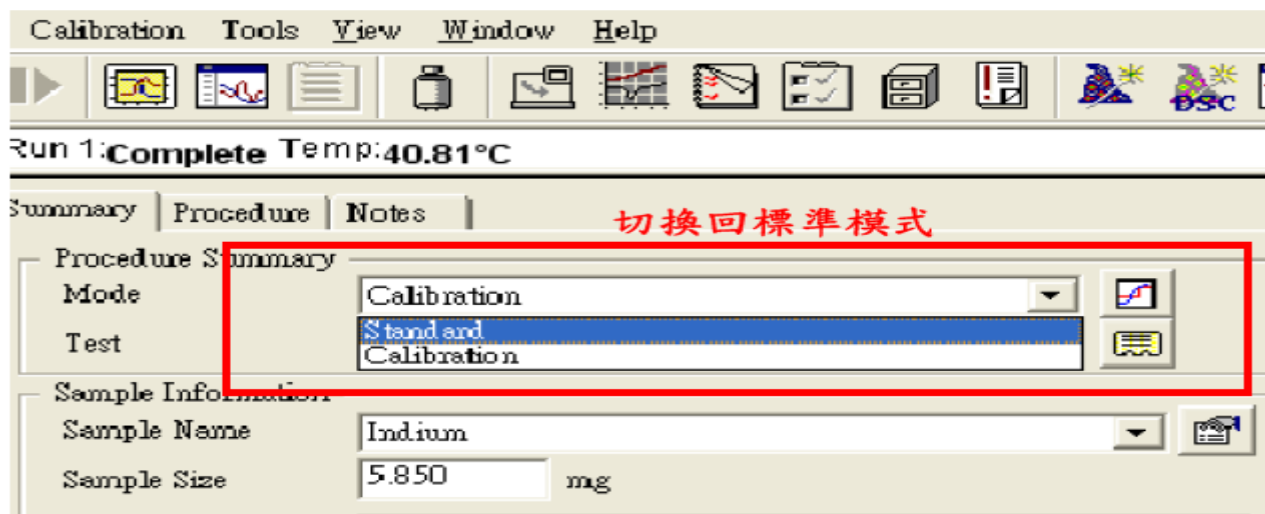 Calibration Tools View Window Help
DSC
Run 1:Complete Temp:40.81°C
Summary Procedure Notes
切換回標準模式
Procedure Summary
Mode Calibration
Standard
Test Calibration
Sample Information
Sample Name Indium
Sample Size 5.850 mg